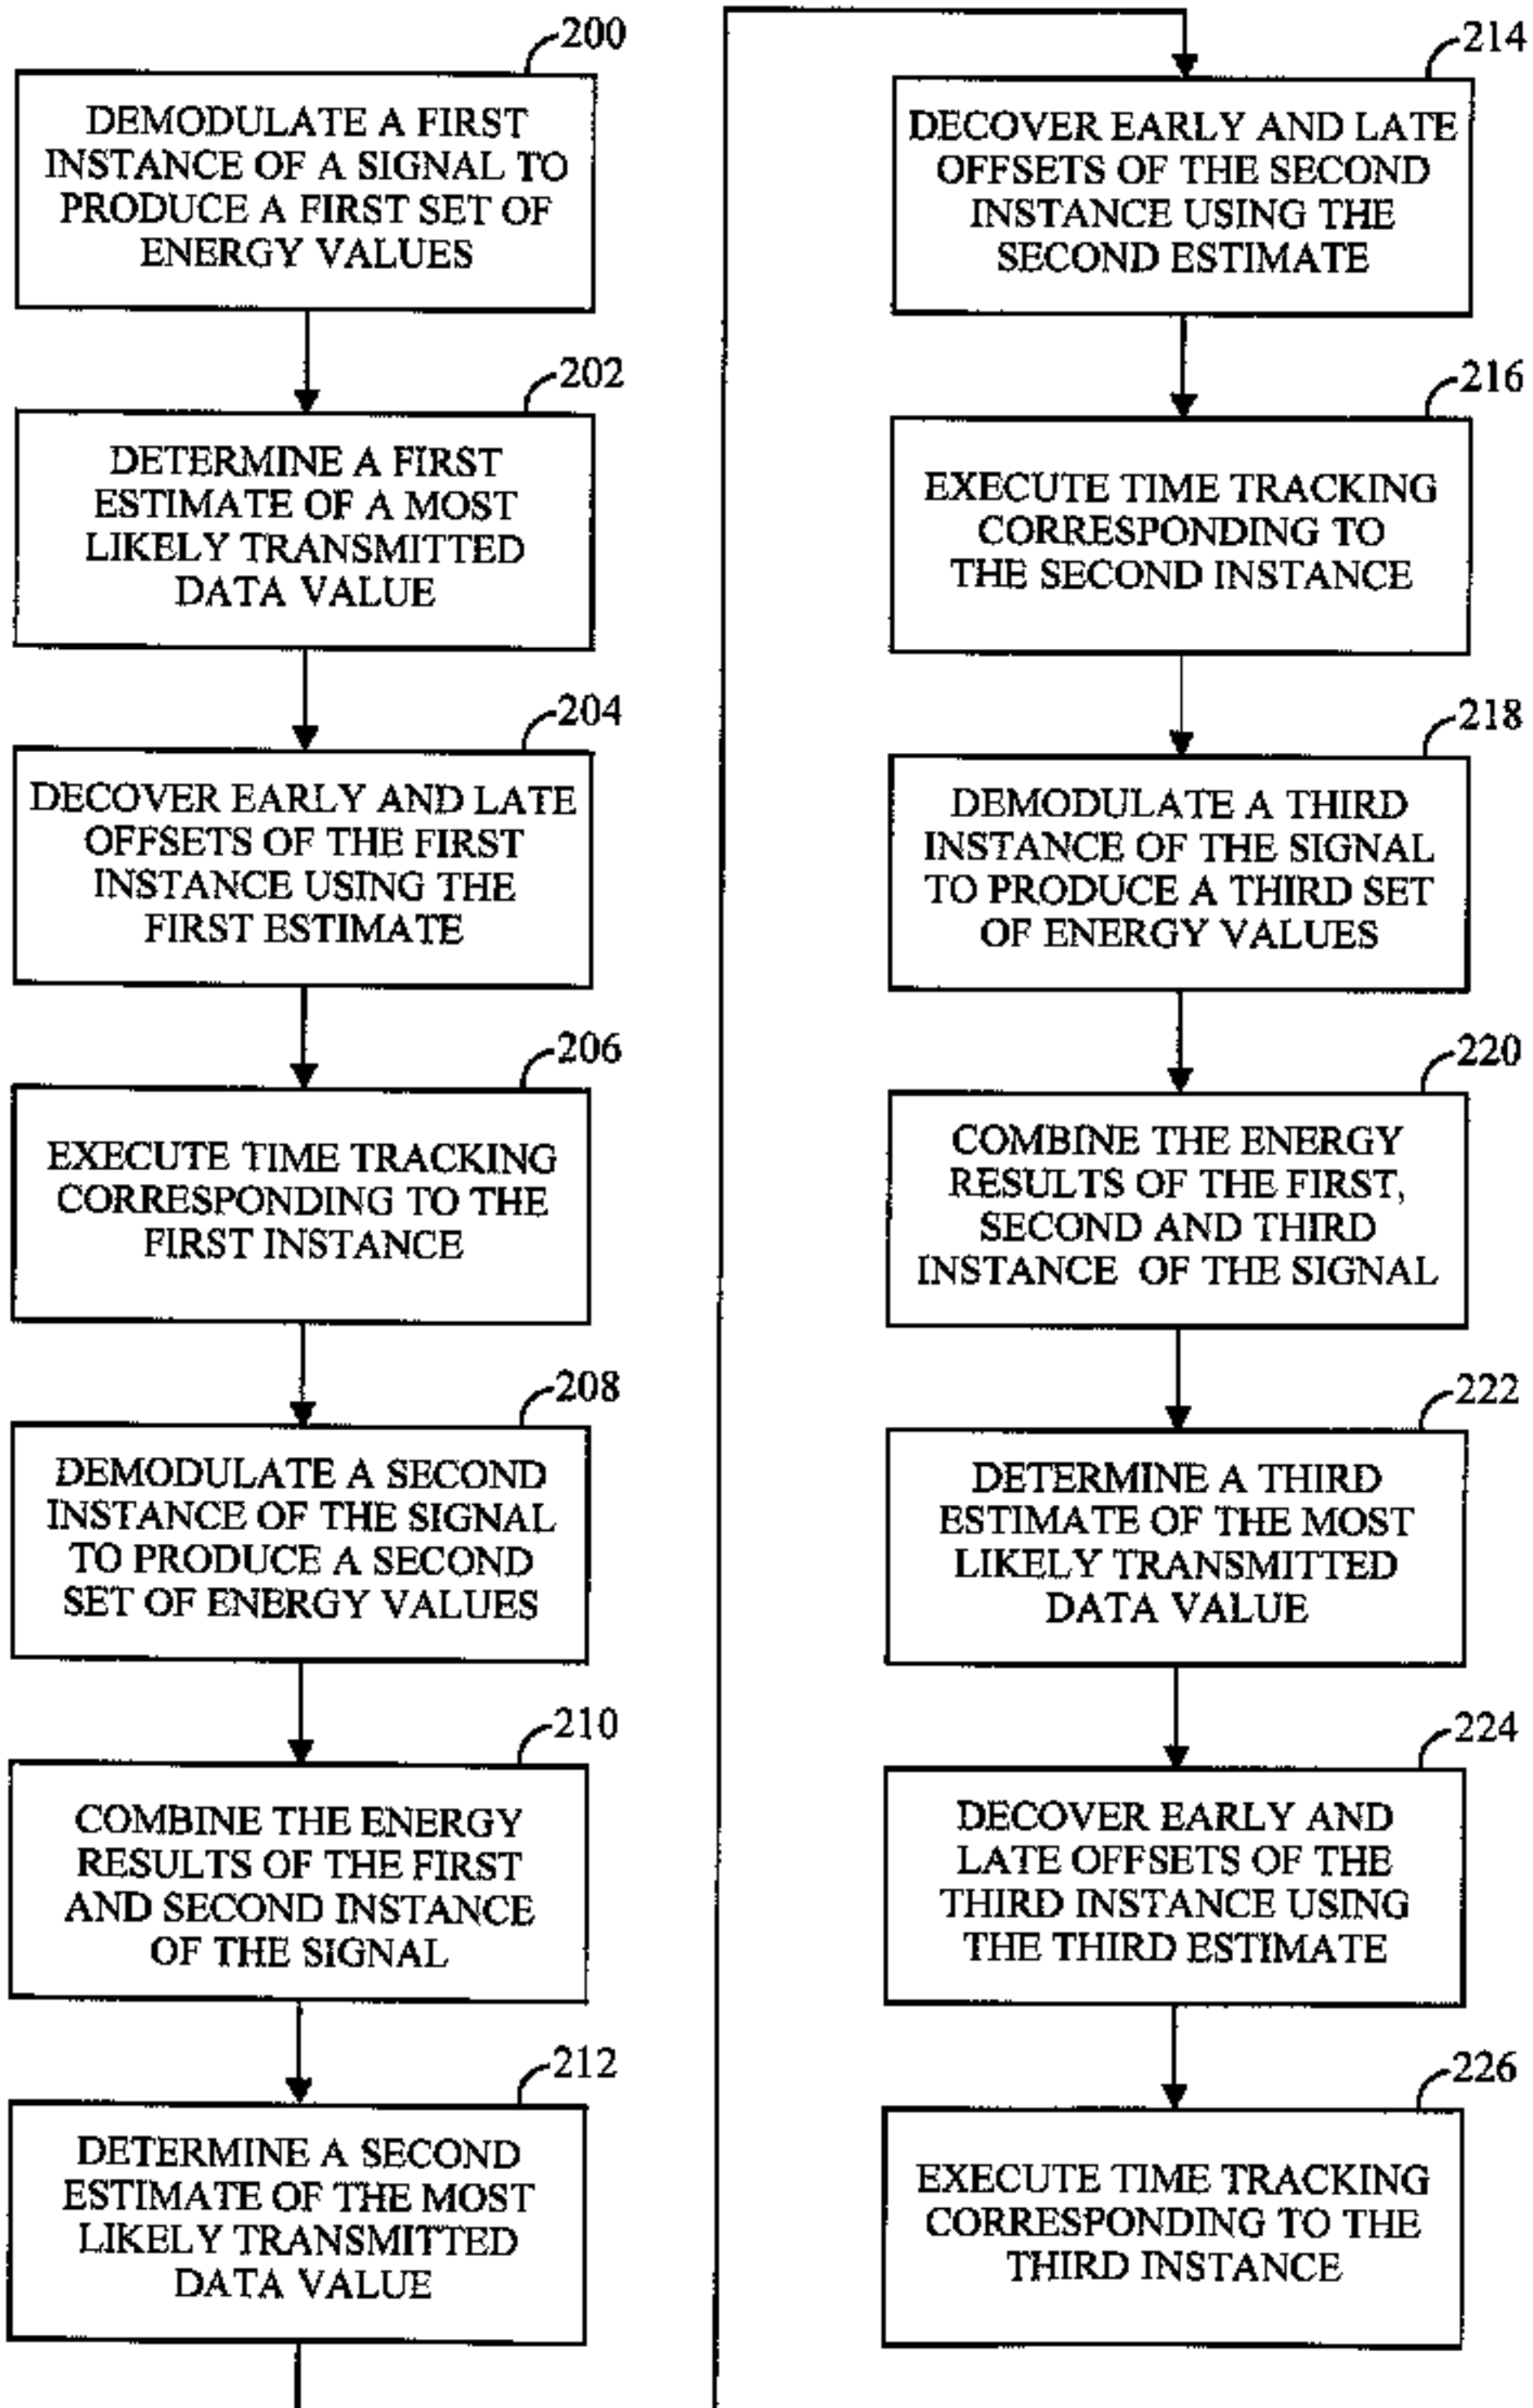 200
DEMODULATE A FIRST
INSTANCE OF A SIGNAL TO
PRODUCE A FIRST SET OF
ENERGY VALUES
202
DETERMINE A FIRST
ESTIMATE OF A MOST
LIKELY TRANSMITTED
DATA VALUE
204
DECOVER EARLY AND LATE
OFFSETS OF THE FIRST
INSTANCE USING THE
FIRST ESTIMATE
206
EXECUTE TIME TRACKING
CORRESPONDING TO THE
FIRST INSTANCE
208
DEMODULATE A SECOND
INSTANCE OF THE SIGNAL
TO PRODUCE A SECOND
SET OF ENERGY VALUES
210
COMBINE THE ENERGY
RESULTS OF THE FIRST
AND SECOND INSTANCE
OF THE SIGNAL
212
DETERMINE A SECOND
ESTIMATE OF THE MOST
LIKELY TRANSMITTED
DATA VALUE
214
DECOVER EARLY AND LATE
OFFSETS OF THE SECOND
INSTANCE USING THE
SECOND ESTIMATE
216
EXECUTE TIME TRACKING
CORRESPONDING TO
THE SECOND INSTANCE
218
DEMODULATE A THIRD
INSTANCE OF THE SIGNAL
TO PRODUCE A THIRD SET
OF ENERGY VALUES
220
COMBINE THE ENERGY
RESULTS OF THE FIRST,
SECOND AND THIRD
INSTANCE OF THE SIGNAL
222
DETERMINE A THIRD
ESTIMATE OF THE MOST
LIKELY TRANSMITTED
DATA VALUE
224
DECOVER EARLY AND
LATE OFFSETS OF THE
THIRD INSTANCE USING
THE THIRD ESTIMATE
226
EXECUTE TIME TRACKING
CORRESPONDING TO THE
THIRD INSTANCE